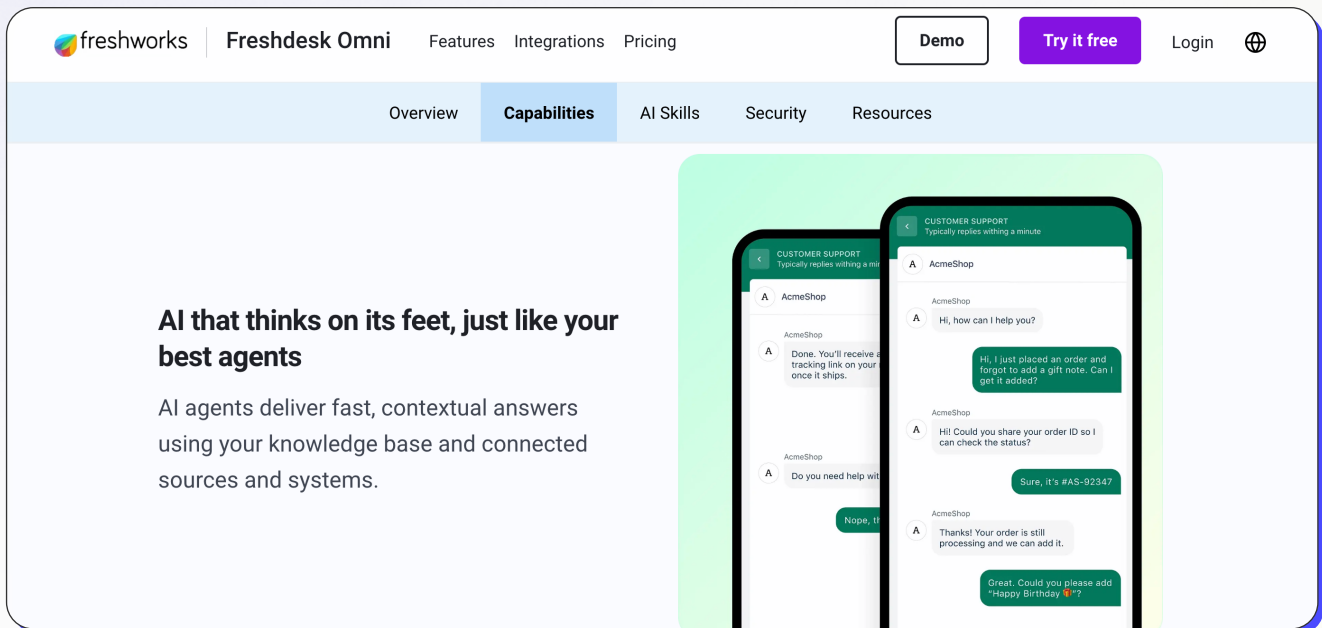 freshworks
Freshdesk Omni
Features
Integrations
Pricing
Demo
Try it free
Login
Overview
Capabilities
AI Skills
Security
Resources
AI that thinks on its feet, just like your
best agents
AI agents deliver fast, contextual answers
using your knowledge base and connected
sources and systems.
CUSTOMER SUPPORT
Typically replies withing a
A AcmeShop
AcmeShop
A
Done. You'll receive
tracking link on your
once it ships.
AcmeShop
A
Do you need help
Nope,
CUSTOMER SUPPORT
Typically replies withing a minute
A AcmeShop
AcmeShop
A
Hi, how can I help you?
Hi, I just placed an order and
forgot to add a gift note. Can I
get it added?
AcmeShop
A
Hi! Could you share your order ID so I
can check the status?
Sure, it's #AS-92347
AcmeShop
A
Thanks! Your order is still
processing and we can add it.
Great. Could you please add
“Happy Birthday 🎁”?